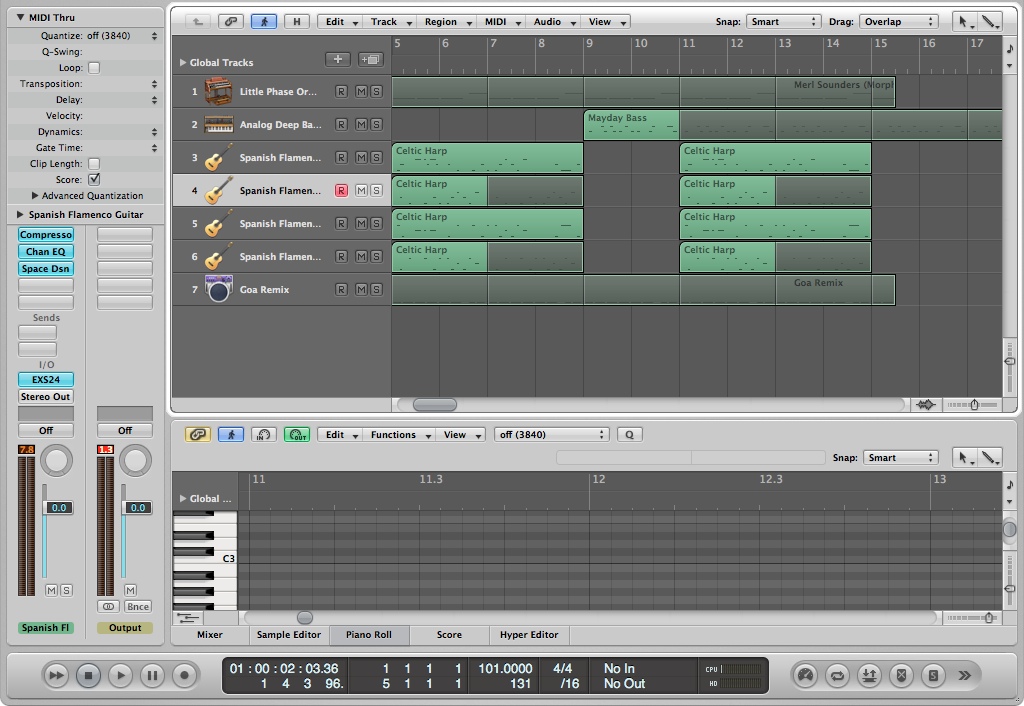 MIDI Thru
Quantize: off (3840)
Q-Swing:
Loop:
Transposition:
Delay:
Velocity:
Dynamics:
Gate Time:
Clip Length:
Score:
Advanced Quantization
Spanish Flamenco Guitar
Compresso
Chan EQ
Space Dsn
Sends
I/O
EXS24
Stereo Out
Off Off
7.8 1.3
0.0 0.0
M S M
Bnce
Spanish Fl Output
H Edit Track Region MIDI Audio View Snap: Smart Drag: Overlap
5 6 7 8 9 10 11 12 13 14 15 16 17
Global Tracks
1 Little Phase Or... R M S Merl Sounders (Morph
2 Analog Deep Ba... R M S Mayday Bass
3 Spanish Flamen... R M S Celtic Harp Celtic Harp
4 Spanish Flamen... R M S Celtic Harp Celtic Harp
5 Spanish Flamen... R M S Celtic Harp Celtic Harp
6 Spanish Flamen... R M S Celtic Harp Celtic Harp
7 Goa Remix R M S Goa Remix
IN OUT Edit Functions View off (3840) Q
Snap: Smart
11 11.3 12 12.3 13
Global ...
C3
Mixer Sample Editor Piano Roll Score Hyper Editor
01 : 00 : 02 : 03.36 1 1 1 1 101.0000 4/4 No In CPU
1 4 3 96. 5 1 1 1 131 /16 No Out HD
S